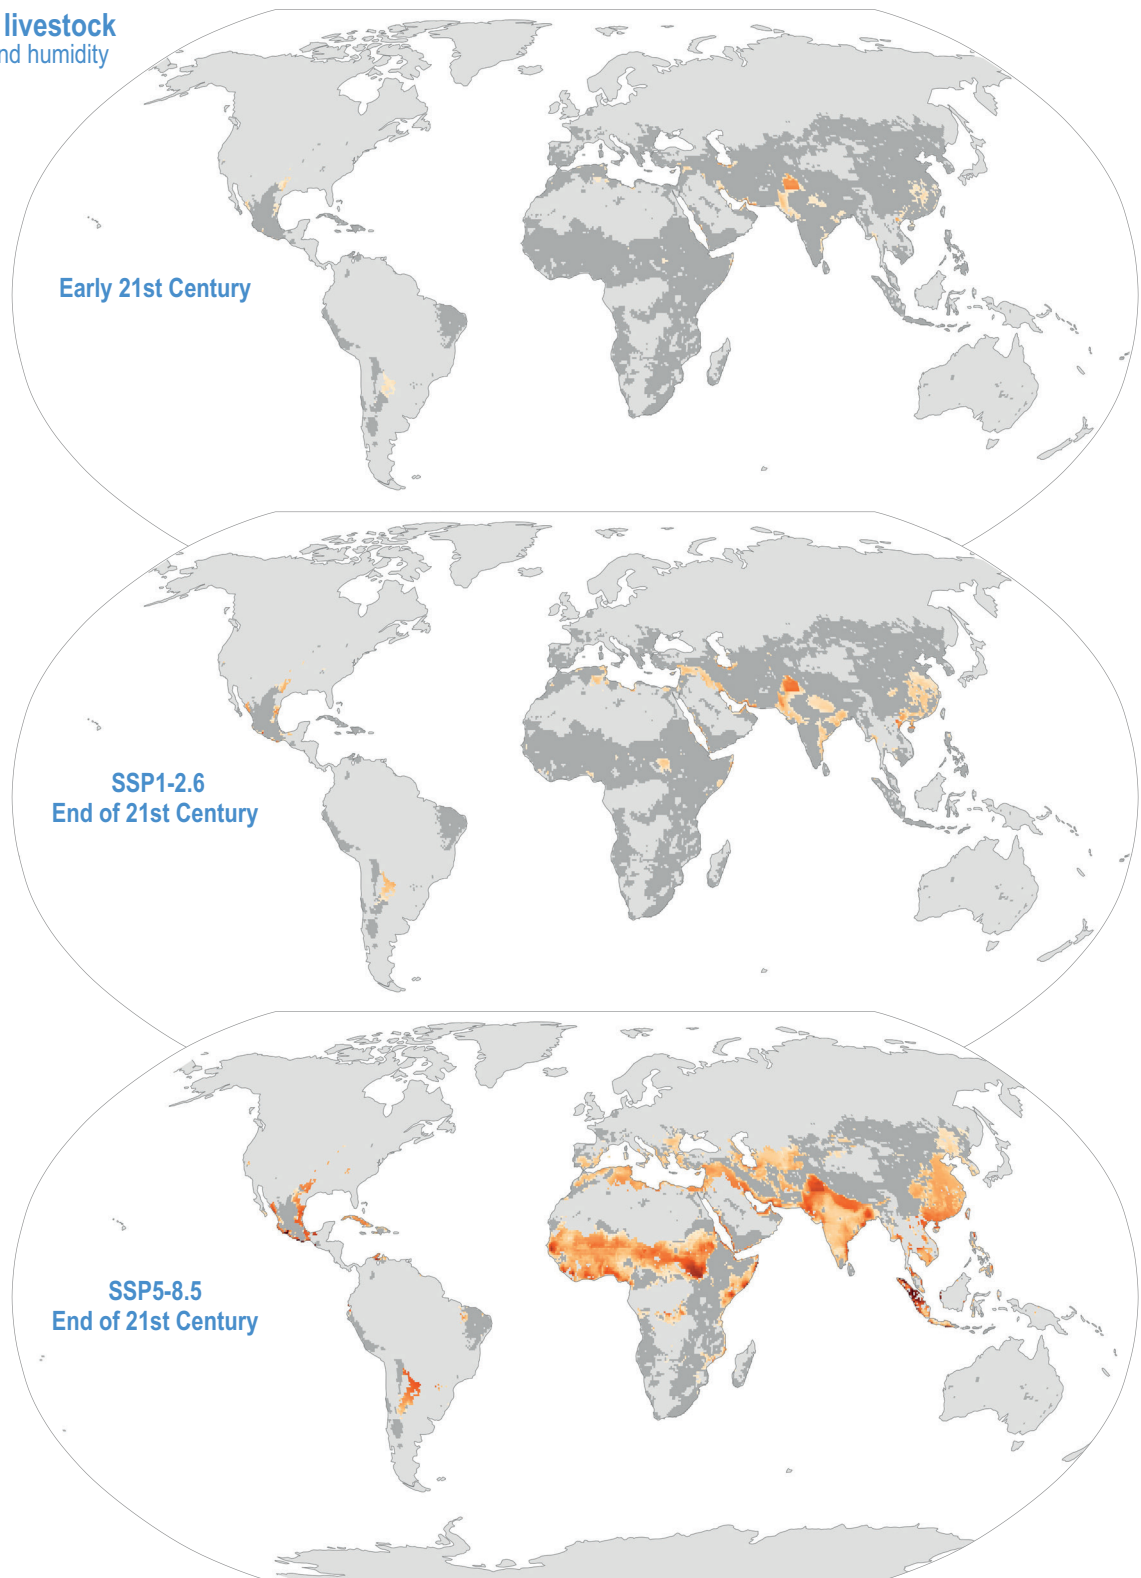 livestock
nd humidity
Early 21st Century
SSP1-2.6
End of 21st Century
SSP5-8.5
End of 21st Century